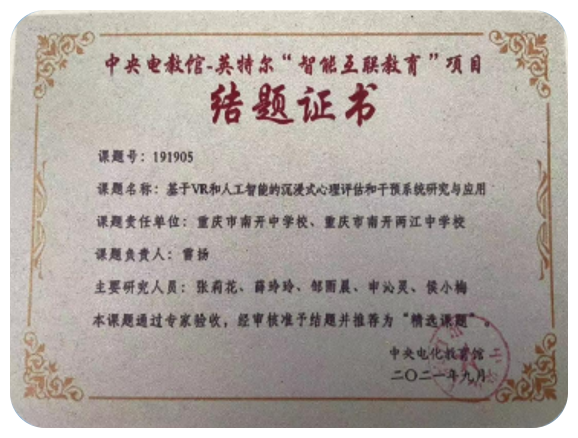 中央电教馆-英特尔“智能互联教育”项目
结题证书
课题号：191905
课题名称：基于VR和人工智能的沉浸式心理评估和干预系统研究与应用
课题责任单位：重庆市南开中学校、重庆市南开两江中学校
课题负责人：雷扬
主要研究人员：张莉花、薛玲玲、邹雨晨、申沁灵、侯小梅
本课题通过专家验收，经审核准予结题并推荐为“精选课题”。
中央电化教育馆
二〇二一年九月